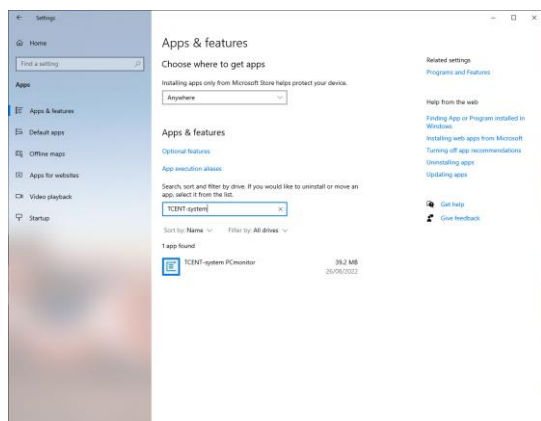 Settings
Home
Find a setting
Apps
Apps & features
Default apps
Offline maps
Apps for websites
Video playback
Startup
Apps & features
Choose where to get apps
Installing apps only from Microsoft Store helps protect your device.
Anywhere
Apps & features
Optional features
App execution aliases
Search, sort and filter by drive. If you would like to uninstall or move an
app, select it from the list.
TCENT-system
Sort by: Name
Filter by: All drives
1 app found
TCENT-system PCmonitor
39.2 MB
26/08/2022
Related settings
Programs and Features
Help from the web
Finding App or Program installed in
Windows
Installing web apps from Microsoft
Turning off app recommendations
Uninstalling apps
Updating apps
Get help
Give feedback